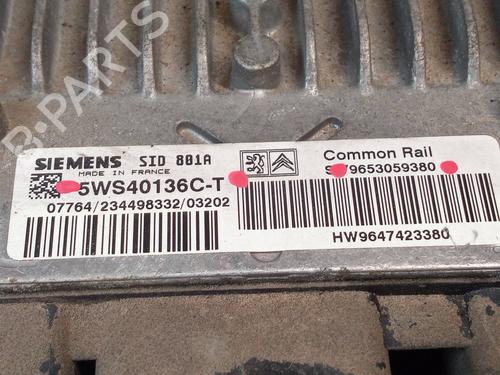 B-PARTS
SIEMENS SID 801A
MADE IN FRANCE
5WS40136C-T
07764/234498332/03202
Common Rail
9653059380
HW9647423380